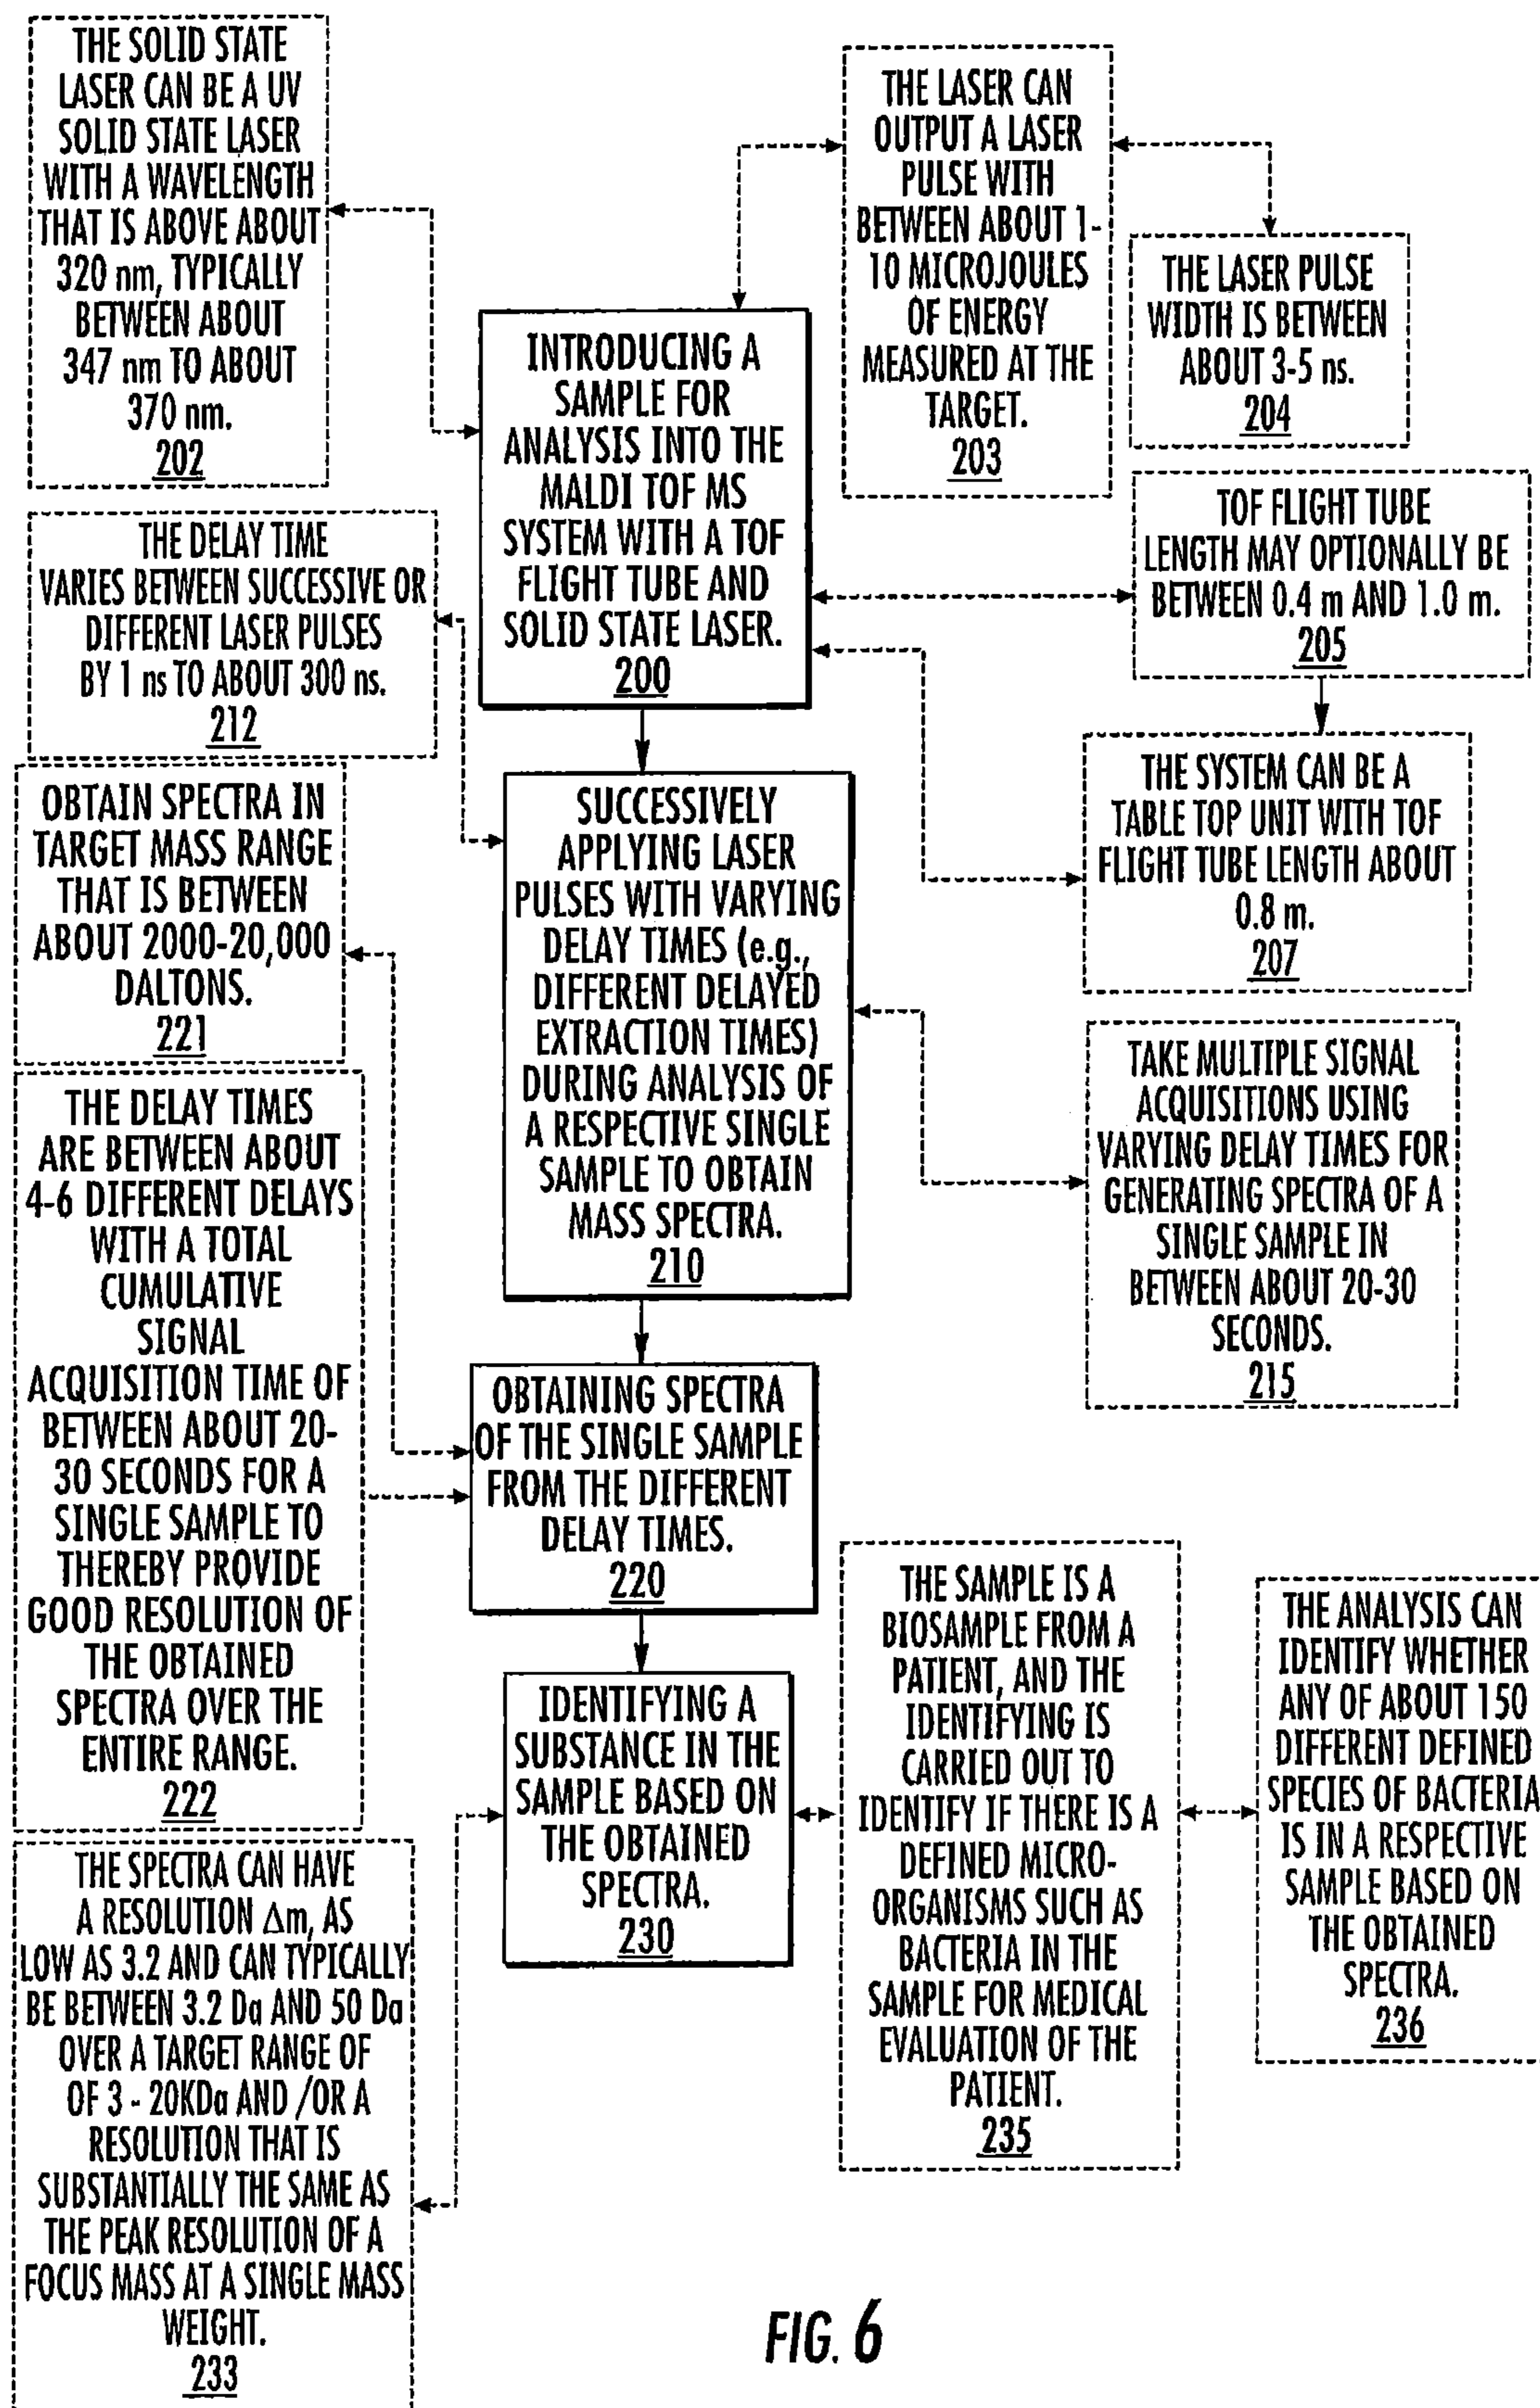 THE SOLID STATE
LASER CAN BE A UV
SOLID STATE LASER
WITH A WAVELENGTH
THAT IS ABOVE ABOUT
320 nm, TYPICALLY
BETWEEN ABOUT
347 nm TO ABOUT
370 nm.
202
THE LASER CAN
OUTPUT A LASER
PULSE WITH
BETWEEN ABOUT 1-
10 MICROJOULES
OF ENERGY
MEASURED AT THE
TARGET.
203
THE LASER PULSE
WIDTH IS BETWEEN
ABOUT 3-5 ns.
204
INTRODUCING A
SAMPLE FOR
ANALYSIS INTO THE
MALDI TOF MS
SYSTEM WITH A TOF
FLIGHT TUBE AND
SOLID STATE LASER.
200
TOF FLIGHT TUBE
LENGTH MAY OPTIONALLY BE
BETWEEN 0.4 m AND 1.0 m.
205
THE DELAY TIME
VARIES BETWEEN SUCCESSIVE OR
DIFFERENT LASER PULSES
BY 1 ns TO ABOUT 300 ns.
212
THE SYSTEM CAN BE A
TABLE TOP UNIT WITH TOF
FLIGHT TUBE LENGTH ABOUT
0.8 m.
207
OBTAIN SPECTRA IN
TARGET MASS RANGE
THAT IS BETWEEN
ABOUT 2000-20,000
DALTONS.
221
SUCCESSIVELY
APPLYING LASER
PULSES WITH VARYING
DELAY TIMES (e.g.,
DIFFERENT DELAYED
EXTRACTION TIMES)
DURING ANALYSIS OF
A RESPECTIVE SINGLE
SAMPLE TO OBTAIN
MASS SPECTRA.
210
TAKE MULTIPLE SIGNAL
ACQUISITIONS USING
VARYING DELAY TIMES FOR
GENERATING SPECTRA OF A
SINGLE SAMPLE IN
BETWEEN ABOUT 20-30
SECONDS.
215
THE DELAY TIMES
ARE BETWEEN ABOUT
4-6 DIFFERENT DELAYS
WITH A TOTAL
CUMULATIVE
SIGNAL
ACQUISITION TIME OF
BETWEEN ABOUT 20-
30 SECONDS FOR A
SINGLE SAMPLE TO
THEREBY PROVIDE
GOOD RESOLUTION OF
THE OBTAINED
SPECTRA OVER THE
ENTIRE RANGE.
222
OBTAINING SPECTRA
OF THE SINGLE SAMPLE
FROM THE DIFFERENT
DELAY TIMES.
220
IDENTIFYING A
SUBSTANCE IN THE
SAMPLE BASED ON
THE OBTAINED
SPECTRA.
230
THE SAMPLE IS A
BIOSAMPLE FROM A
PATIENT, AND THE
IDENTIFYING IS
CARRIED OUT TO
IDENTIFY IF THERE IS A
DEFINED MICRO-
ORGANISMS SUCH AS
BACTERIA IN THE
SAMPLE FOR MEDICAL
EVALUATION OF THE
PATIENT.
235
THE ANALYSIS CAN
IDENTIFY WHETHER
ANY OF ABOUT 150
DIFFERENT DEFINED
SPECIES OF BACTERIA
IS IN A RESPECTIVE
SAMPLE BASED ON
THE OBTAINED
SPECTRA.
236
THE SPECTRA CAN HAVE
A RESOLUTION Δm, AS
LOW AS 3.2 AND CAN TYPICALLY
BE BETWEEN 3.2 Da AND 50 Da
OVER A TARGET RANGE OF
OF 3 - 20KDa AND /OR A
RESOLUTION THAT IS
SUBSTANTIALLY THE SAME AS
THE PEAK RESOLUTION OF A
FOCUS MASS AT A SINGLE MASS
WEIGHT.
233
FIG. 6